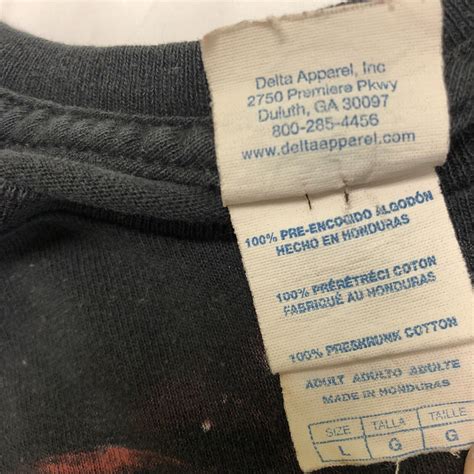 Delta Apparel, Inc
2750 Premiere Pkwy
Duluth, GA 30097
800-285-4456
www.deltaapparel.com
100% PRE-ENCOGIDO ALGODÓN
HECHO EN HONDURAS
100% PRÉRÉTRÉCI COTON
FABRIQUÉ AU HONDURAS
100% PRESHRUNK COTTON
ADULT ADULTO ADULTE
MADE IN HONDURAS
SIZE TALLA TAILLE
L G G